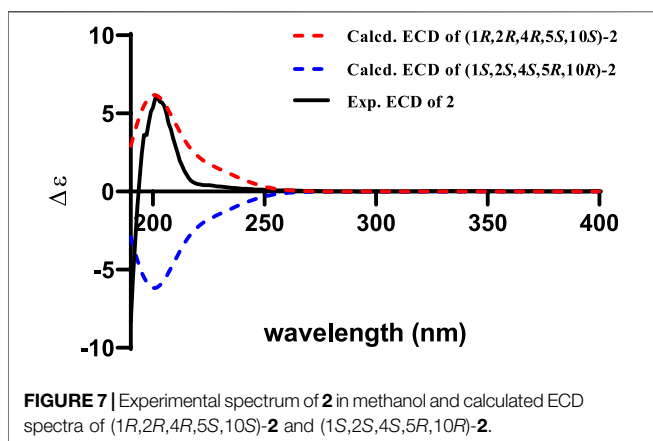 10
Calcd. ECD of (1R,2R,4R,5S,10S)-2
Calcd. ECD of (1S,2S,4S,5R,10R)-2
5
Exp. ECD of 2
Δε
0
200 250 300 350 400
-5
wavelength (nm)
-10
FIGURE 7 | Experimental spectrum of 2 in methanol and calculated ECD
spectra of (1R,2R,4R,5S,10S)-2 and (1S,2S,4S,5R,10R)-2.